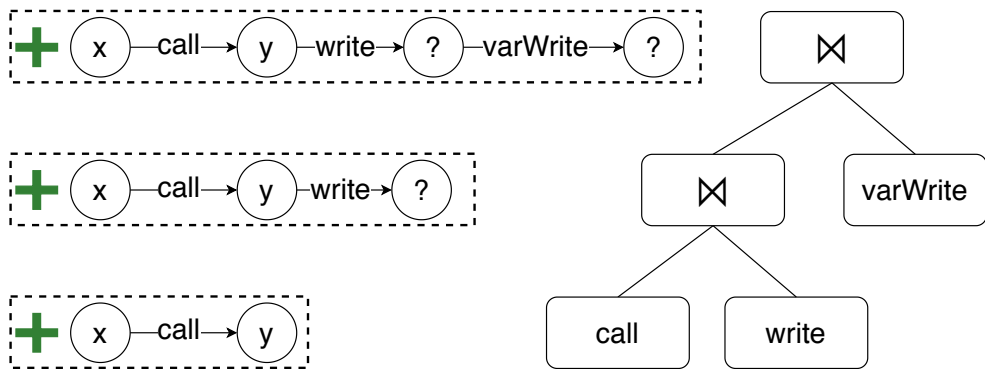 x call y write ? varWrite ?
⋈
x call y write ?
⋈ varWrite
x call y
call write